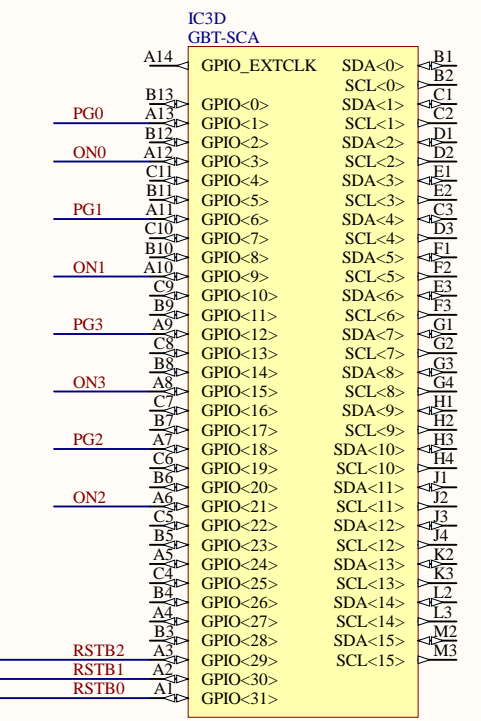 IC3D
GBT-SCA
A14 GPIO_EXTCLK SDA<0> B1
SCL<0> B2
B13 GPIO<0> SDA<1> C1
PG0 A13 GPIO<1> SCL<1> C2
B12 GPIO<2> SDA<2> D1
ON0 A12 GPIO<3> SCL<2> D2
C11 GPIO<4> SDA<3> E1
B11 GPIO<5> SCL<3> E2
PG1 A11 GPIO<6> SDA<4> C3
C10 GPIO<7> SCL<4> D3
B10 GPIO<8> SDA<5> F1
ON1 A10 GPIO<9> SCL<5> F2
C9 GPIO<10> SDA<6> E3
B9 GPIO<11> SCL<6> F3
PG3 A9 GPIO<12> SDA<7> G1
C8 GPIO<13> SCL<7> G2
B8 GPIO<14> SDA<8> G3
ON3 A8 GPIO<15> SCL<8> G4
C7 GPIO<16> SDA<9> H1
B7 GPIO<17> SCL<9> H2
PG2 A7 GPIO<18> SDA<10> H3
C6 GPIO<19> SCL<10> H4
B6 GPIO<20> SDA<11> J1
ON2 A6 GPIO<21> SCL<11> J2
C5 GPIO<22> SDA<12> J3
B5 GPIO<23> SCL<12> J4
A5 GPIO<24> SDA<13> K2
C4 GPIO<25> SCL<13> K3
B4 GPIO<26> SDA<14> L2
A4 GPIO<27> SCL<14> L3
B3 GPIO<28> SDA<15> M2
RSTB2 A3 GPIO<29> SCL<15> M3
RSTB1 A2 GPIO<30>
RSTB0 A1 GPIO<31>